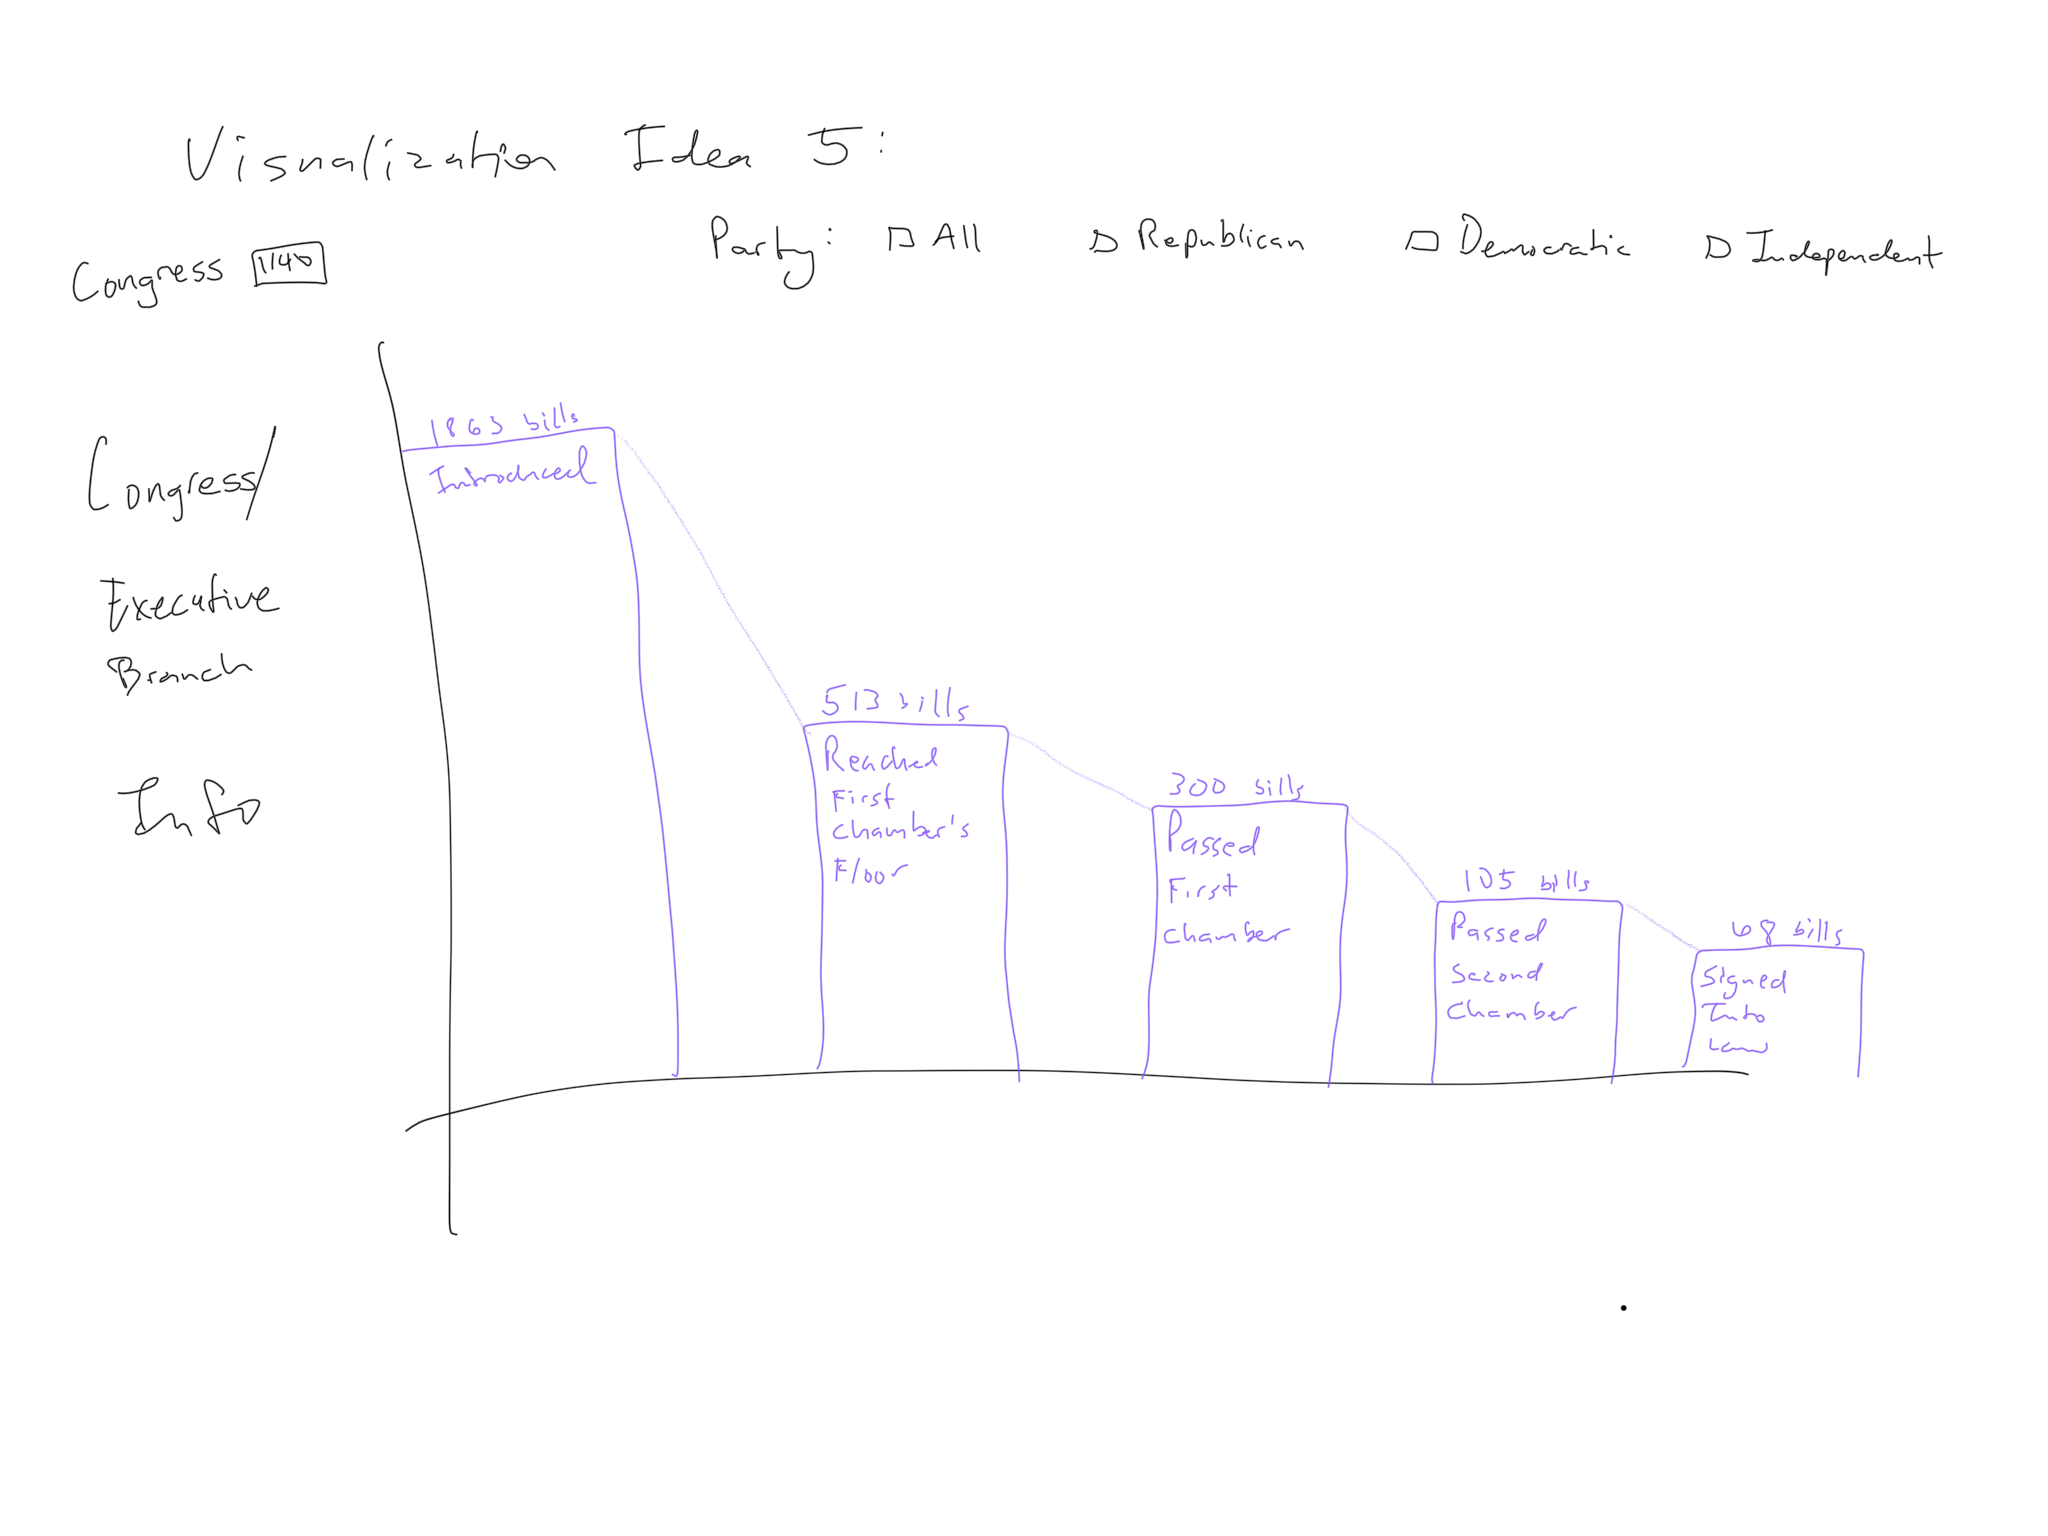 Visualization Idea 5:
Party: All Republican Democratic Independent
Congress
Congress/
Executive
Branch
Info
1863 bills
Introduced
513 bills
Reached
First
Chamber's
Floor
300 bills
Passed
First
Chamber
105 bills
Passed
Second
Chamber
68 bills
Signed
Into
Law